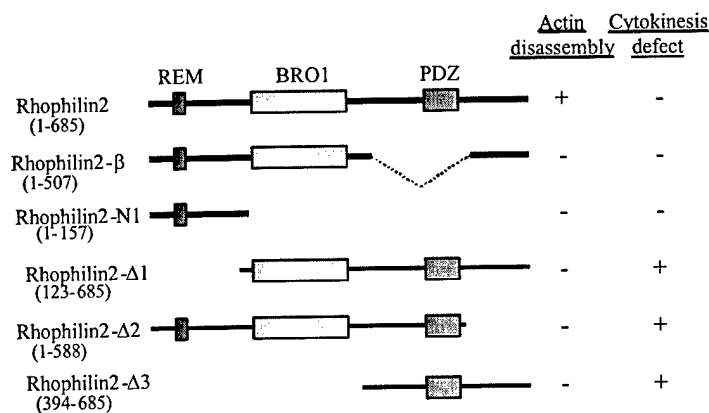 Actin disassembly
Cytokinesis defect
REM BRO1 PDZ
Rhophilin2 + -
(1-685)
Rhophilin2-β - -
(1-507)
Rhophilin2-N1 - -
(1-157)
Rhophilin2-Δ1 - +
(123-685)
Rhophilin2-Δ2 - +
(1-588)
Rhophilin2-Δ3 - +
(394-685)